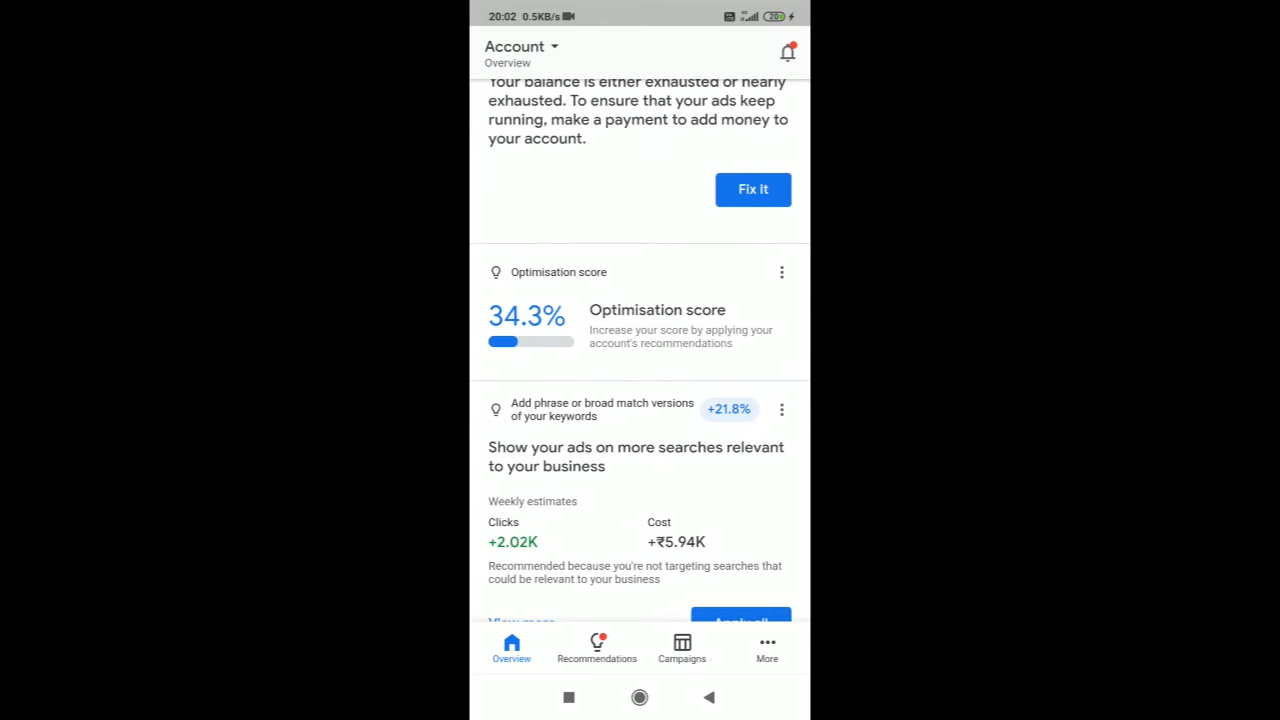 20:02 0.5KB/s
4G
20
Account
Overview
Your balance is either exhausted or nearly
exhausted. To ensure that your ads keep
running, make a payment to add money to
your account.
Fix it
Optimisation score
34.3%
Optimisation score
Increase your score by applying your
account's recommendations
Add phrase or broad match versions
of your keywords
+21.8%
Show your ads on more searches relevant
to your business
Weekly estimates
Clicks
Cost
+2.02K
+₹5.94K
Recommended because you're not targeting searches that
could be relevant to your business
View more
Apply all
Overview
Recommendations
Campaigns
More